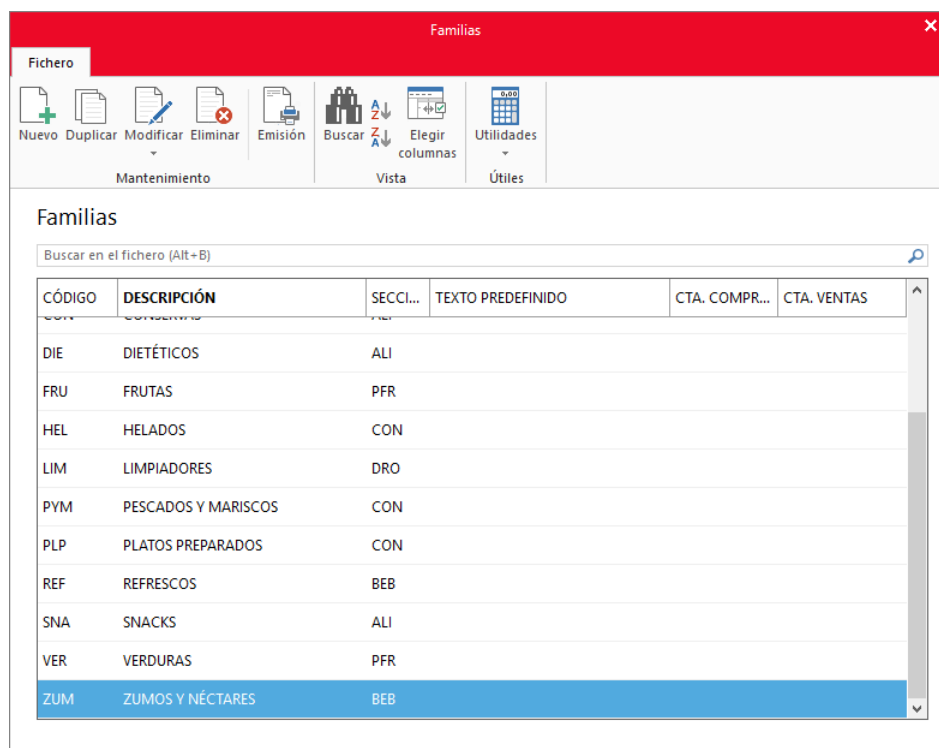 Familias
Fichero
Nuevo Duplicar Modificar Eliminar Emisión Buscar Elegir columnas Utilidades
Mantenimiento Vista Útiles
Familias
Buscar en el fichero (Alt+B)
CÓDIGO DESCRIPCIÓN SECCI... TEXTO PREDEFINIDO CTA. COMPR... CTA. VENTAS
DIE DIETÉTICOS ALI
FRU FRUTAS PFR
HEL HELADOS CON
LIM LIMPIADORES DRO
PYM PESCADOS Y MARISCOS CON
PLP PLATOS PREPARADOS CON
REF REFRESCOS BEB
SNA SNACKS ALI
VER VERDURAS PFR
ZUM ZUMOS Y NÉCTARES BEB